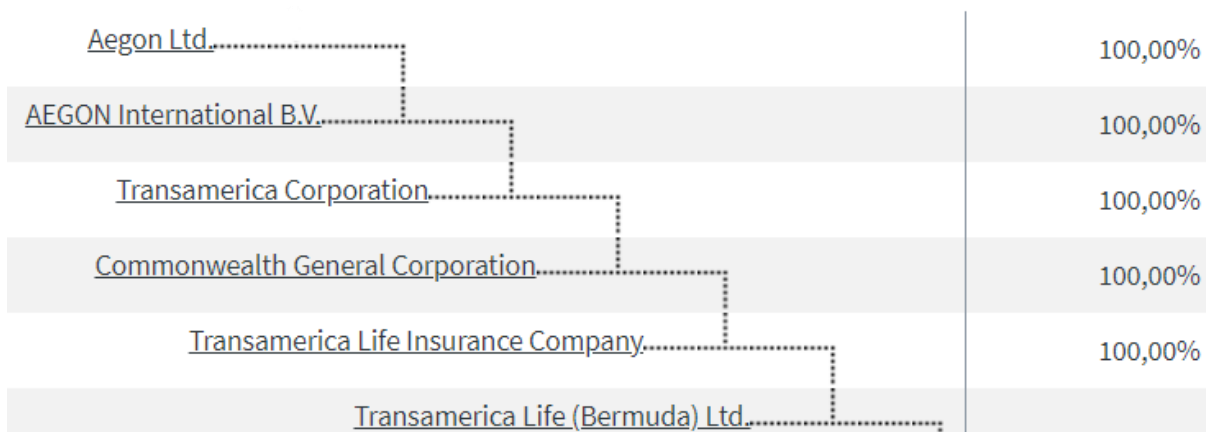 Aegon Ltd. 100,00%
AEGON International B.V. 100,00%
Transamerica Corporation 100,00%
Commonwealth General Corporation 100,00%
Transamerica Life Insurance Company 100,00%
Transamerica Life (Bermuda) Ltd.